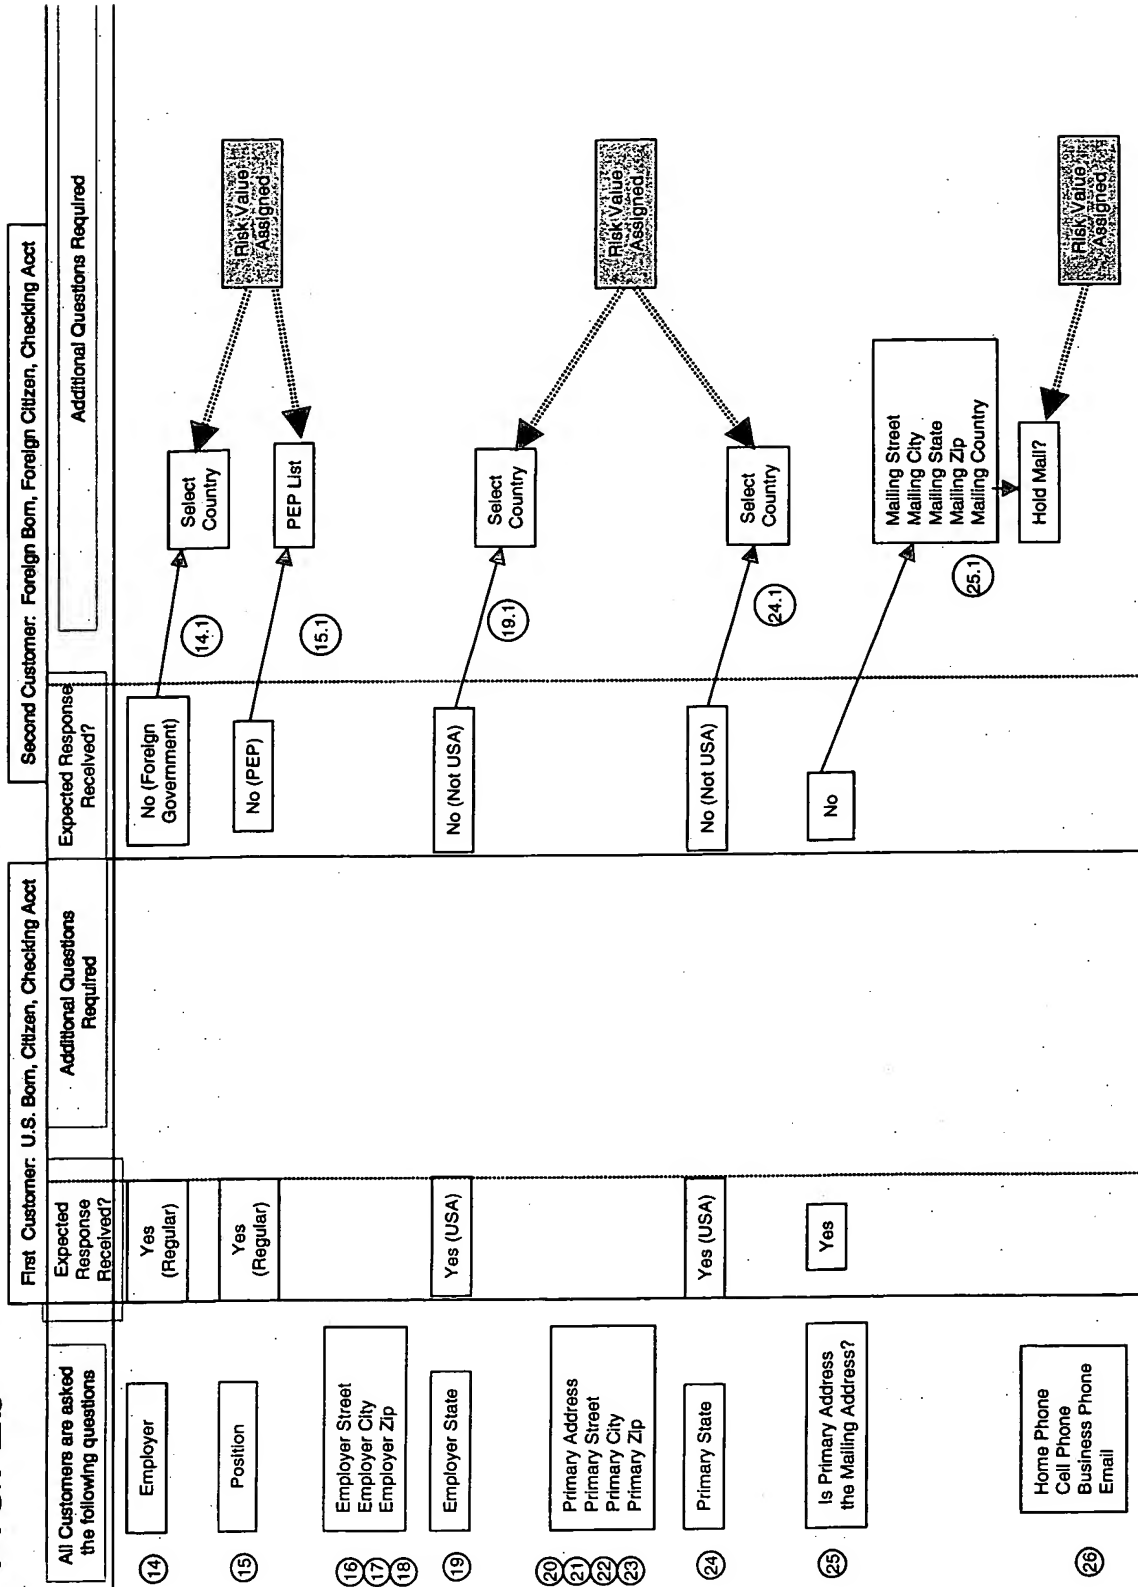 First Customer: U.S. Born, Citizen, Checking Acct
Second Customer: Foreign Born, Foreign Citizen, Checking Acct
All Customers are asked
the following questions
Expected
Response
Received?
Additional Questions
Required
Expected Response
Received?
Additional Questions Required
14
Employer
Yes
(Regular)
No (Foreign
Government)
14.1
Select
Country
Risk Value
Assigned
15
Position
Yes
(Regular)
No (PEP)
15.1
PEP List
16
17
18
Employer Street
Employer City
Employer Zip
19
Employer State
Yes (USA)
No (Not USA)
19.1
Select
Country
Risk Value
Assigned
20
21
22
23
Primary Address
Primary Street
Primary City
Primary Zip
24
Primary State
Yes (USA)
No (Not USA)
24.1
Select
Country
25
Is Primary Address
the Mailing Address?
Yes
No
25.1
Mailing Street
Mailing City
Mailing State
Mailing Zip
Mailing Country
Hold Mail?
Risk Value
Assigned
26
Home Phone
Cell Phone
Business Phone
Email